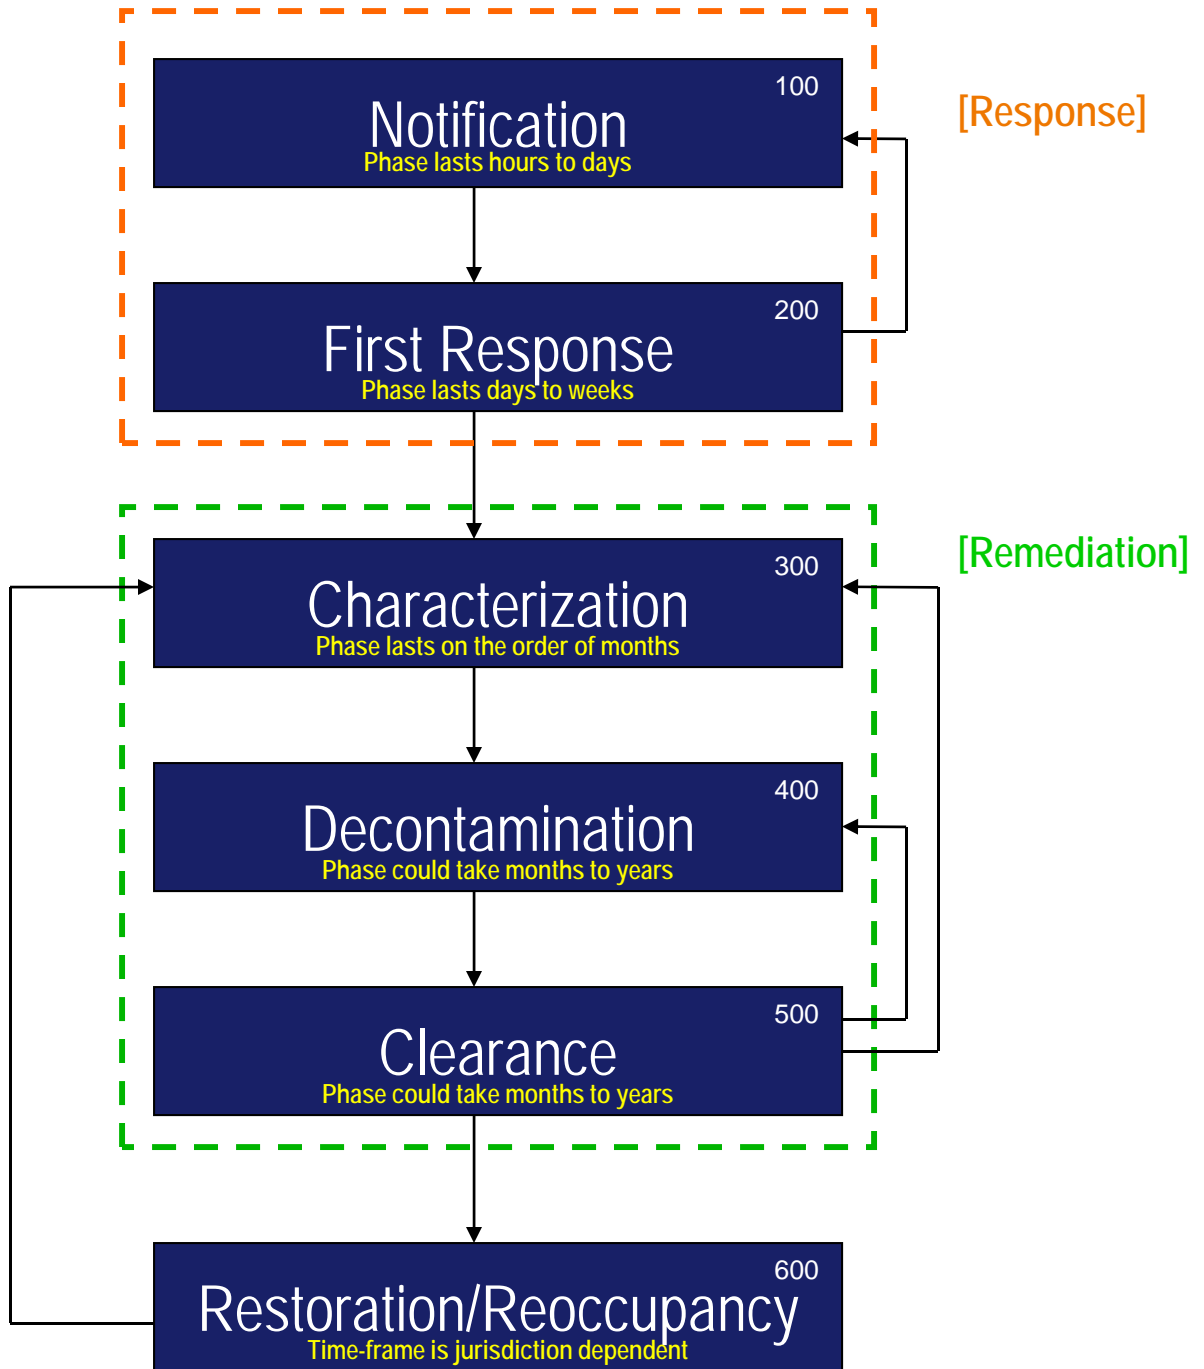 100
[Response]
Notification
Phase lasts hours to days
200
First Response
Phase lasts days to weeks
[Remediation]
300
Characterization
Phase lasts on the order of months
400
Decontamination
Phase could take months to years
500
Clearance
Phase could take months to years
600
Restoration/Reoccupancy
Time-frame is jurisdiction dependent